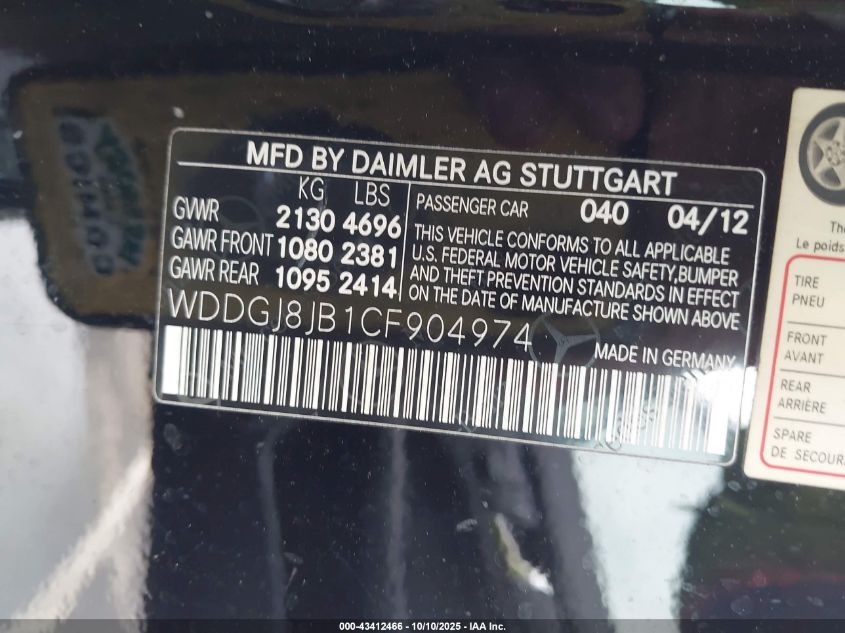 MFD BY DAIMLER AG STUTTGART
KG LBS
GVWR 2130 4696
GAWR FRONT 1080 2381
GAWR REAR 1095 2414
PASSENGER CAR 040 04/12
THIS VEHICLE CONFORMS TO ALL APPLICABLE
U.S. FEDERAL MOTOR VEHICLE SAFETY,BUMPER
AND THEFT PREVENTION STANDARDS IN EFFECT
ON THE DATE OF MANUFACTURE SHOWN ABOVE
WDDGJ8JB1CF904974
MADE IN GERMANY
Le poids
TIRE
PNEU
FRONT
AVANT
REAR
ARRIÈRE
SPARE
DE SECOURS
000-43412466 - 10/10/2025 - IAA Inc.